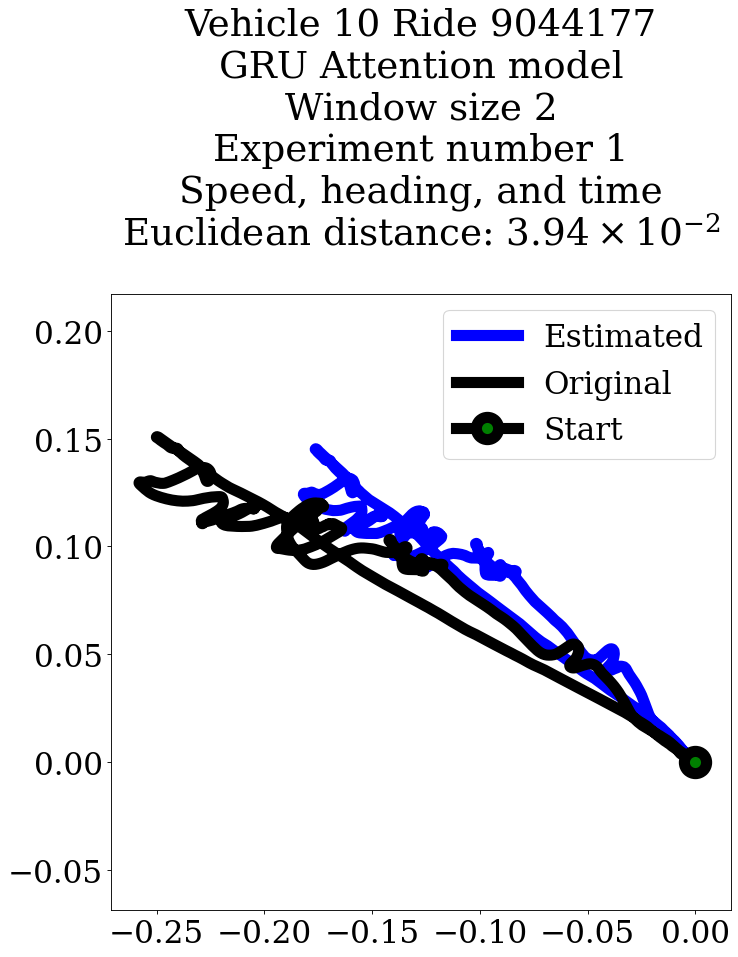 Vehicle 10 Ride 9044177
GRU Attention model
Window size 2
Experiment number 1
Speed, heading, and time
Euclidean distance: 3.94 × 10⁻²
Estimated
Original
Start
0.20
0.15
0.10
0.05
0.00
−0.05
−0.25 −0.20 −0.15 −0.10 −0.05 0.00